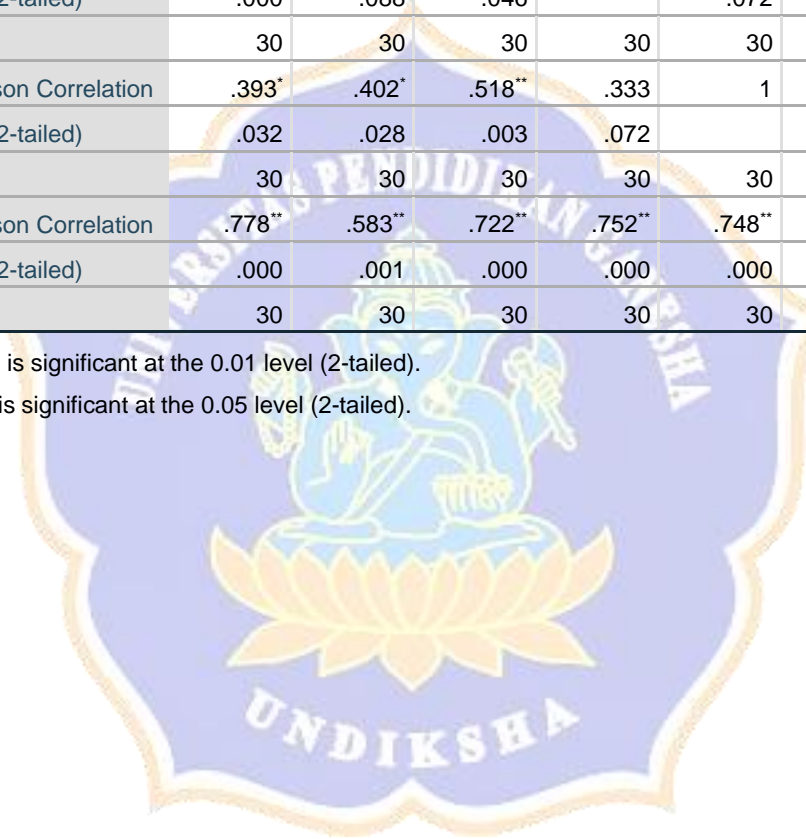 2-tailed) .000 .088 .046 .072
30 30 30 30 30
son Correlation .393* .402* .518** .333 1
2-tailed) .032 .028 .003 .072
30 30 30 30 30
son Correlation .778** .583** .722** .752** .748**
2-tailed) .000 .001 .000 .000 .000
30 30 30 30 30
is significant at the 0.01 level (2-tailed).
is significant at the 0.05 level (2-tailed).
UNIVERSITAS PENDIDIKAN GANESHA
UNDIKSHA